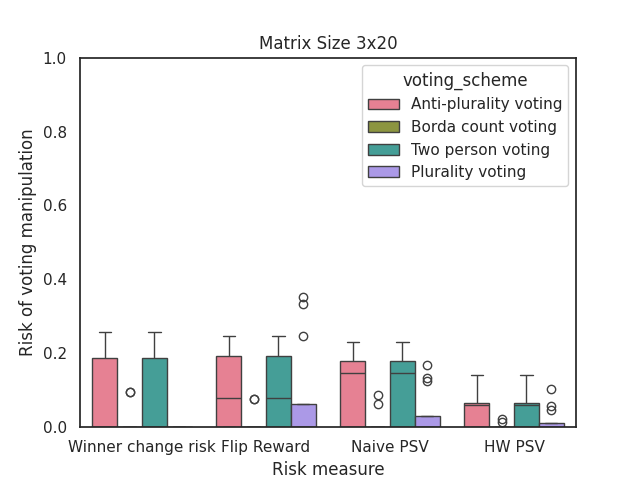 Matrix Size 3x20
1.0
0.8
0.6
0.4
0.2
0.0
Risk of voting manipulation
voting_scheme
Anti-plurality voting
Borda count voting
Two person voting
Plurality voting
Winner change risk Flip Reward Naive PSV HW PSV
Risk measure